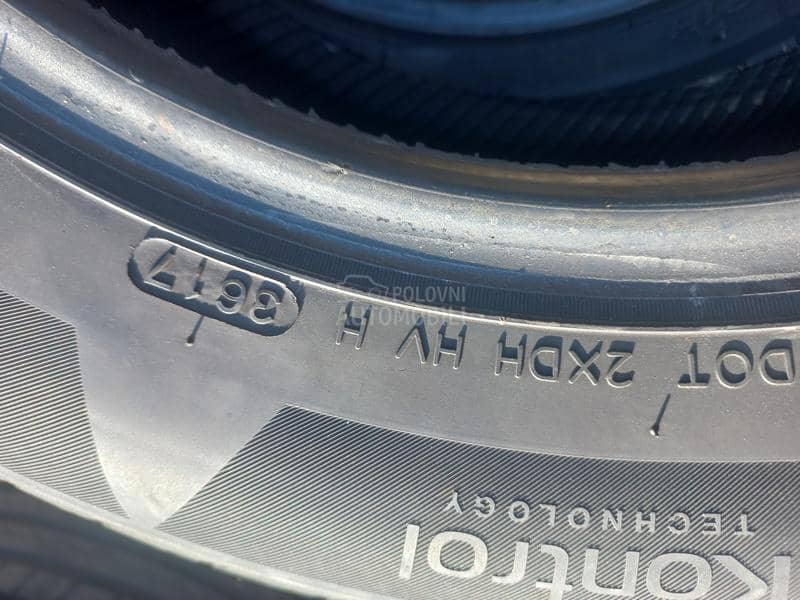 DOT 2XDH HV H 3617
Kontrol
TECHNOLOGY
POLOVNI
AUTOMOBILI